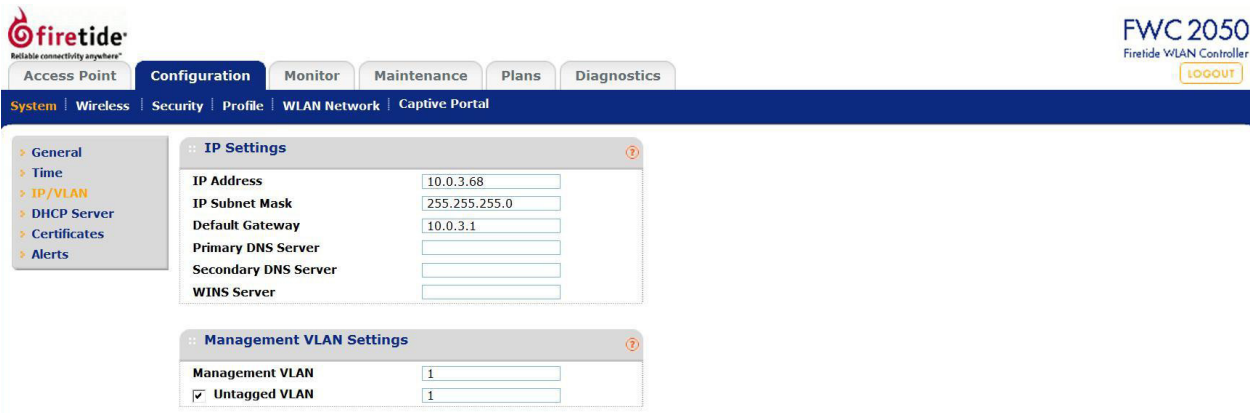 firetide
Reliable connectivity anywhere
FWC 2050
Firetide WLAN Controller
LOGOUT
Access Point Configuration Monitor Maintenance Plans Diagnostics
System Wireless Security Profile WLAN Network Captive Portal
General
Time
IP/VLAN
DHCP Server
Certificates
Alerts
IP Settings ?
IP Address 10.0.3.68
IP Subnet Mask 255.255.255.0
Default Gateway 10.0.3.1
Primary DNS Server
Secondary DNS Server
WINS Server
Management VLAN Settings ?
Management VLAN 1
Untagged VLAN 1